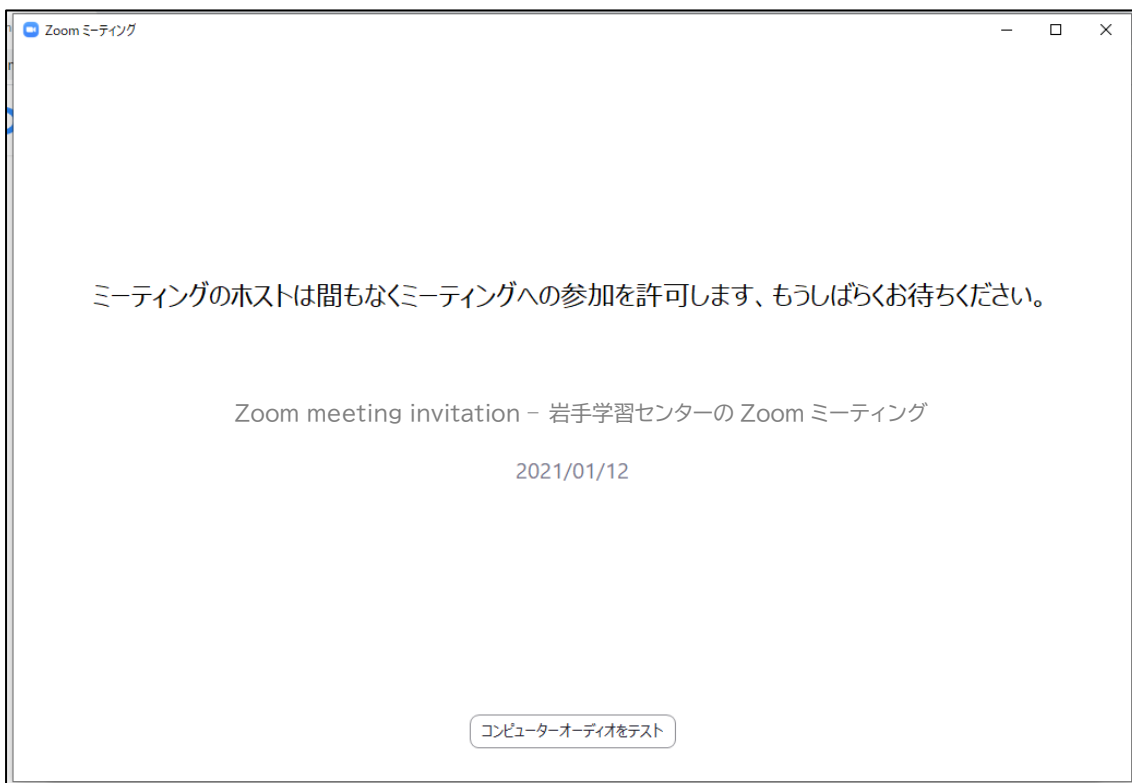 Zoom ミーティング
ミーティングのホストは間もなくミーティングへの参加を許可します、もうしばらくお待ちください。
Zoom meeting invitation – 岩手学習センターの Zoom ミーティング
2021/01/12
コンピューターオーディオをテスト